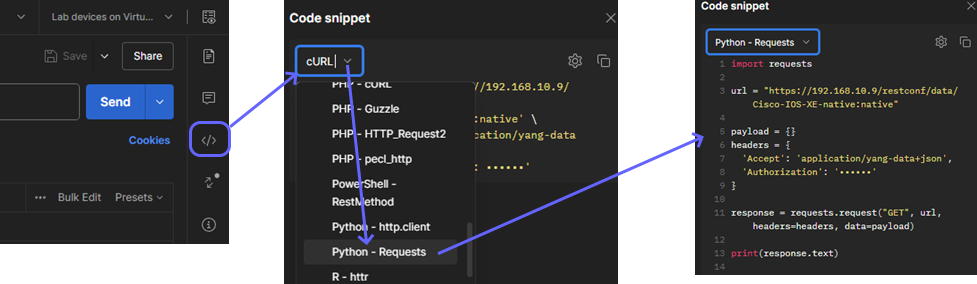 Lab devices on Virtu...
Save
Share
Send
Cookies
</>
Bulk Edit
Presets
Code snippet
cURL
PHP - cURL
//192.168.10.9/
PHP - Guzzle
:native' \
PHP - HTTP_Request2
cation/yang-data
PHP - pecl_http
: ••••••'
PowerShell -
RestMethod
Python - http.client
Python - Requests
R - httr
Code snippet
Python - Requests
1 import requests
2
3 url = "https://192.168.10.9/restconf/data/
Cisco-IOS-XE-native:native"
4
5 payload = {}
6 headers = {
7 'Accept': 'application/yang-data+json',
8 'Authorization': '••••••'
9 }
10
11 response = requests.request("GET", url,
headers=headers, data=payload)
12
13 print(response.text)
14